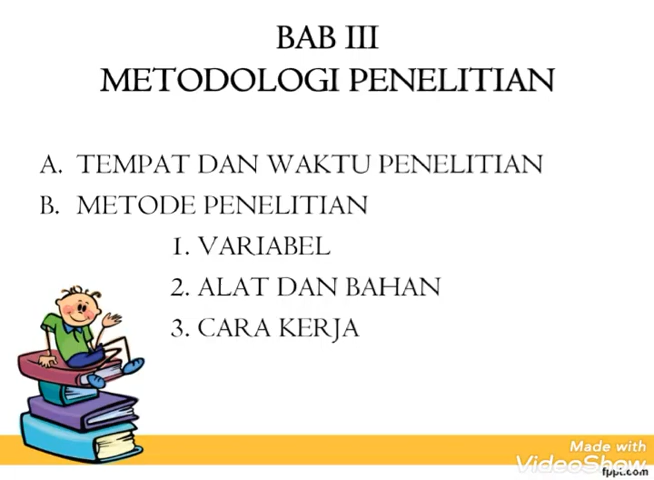 BAB III
METODOLOGI PENELITIAN
A. TEMPAT DAN WAKTU PENELITIAN
B. METODE PENELITIAN
1. VARIABEL
2. ALAT DAN BAHAN
3. CARA KERJA
Made with
VideoShow
fppt.com